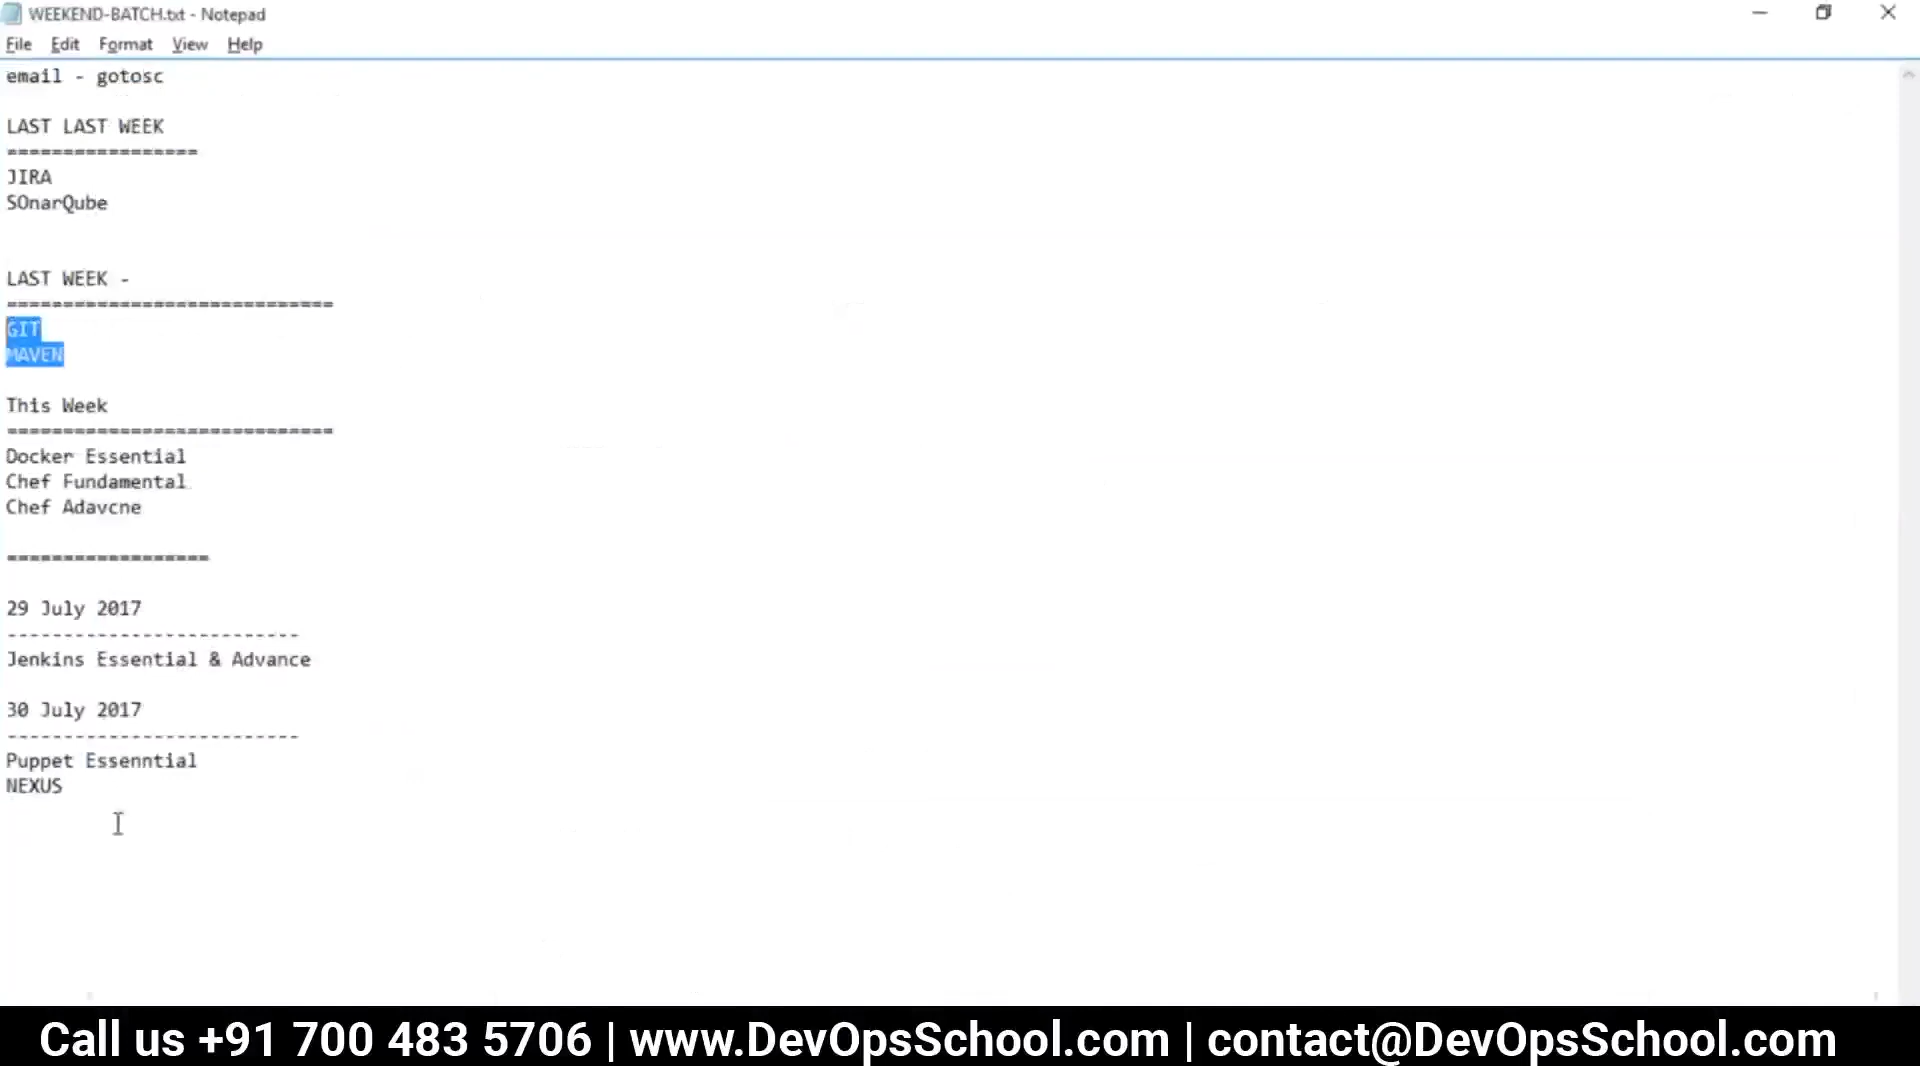 WEEKEND-BATCH.txt - Notepad
File Edit Format View Help
email - gotosc
LAST LAST WEEK
=================
JIRA
SOnarQube
LAST WEEK -
=============================
GIT
MAVEN
This Week
=============================
Docker Essential
Chef Fundamental
Chef Adavcne
==================
29 July 2017
--------------------------
Jenkins Essential & Advance
30 July 2017
--------------------------
Puppet Essenntial
NEXUS
Call us +91 700 483 5706 | www.DevOpsSchool.com | contact@DevOpsSchool.com